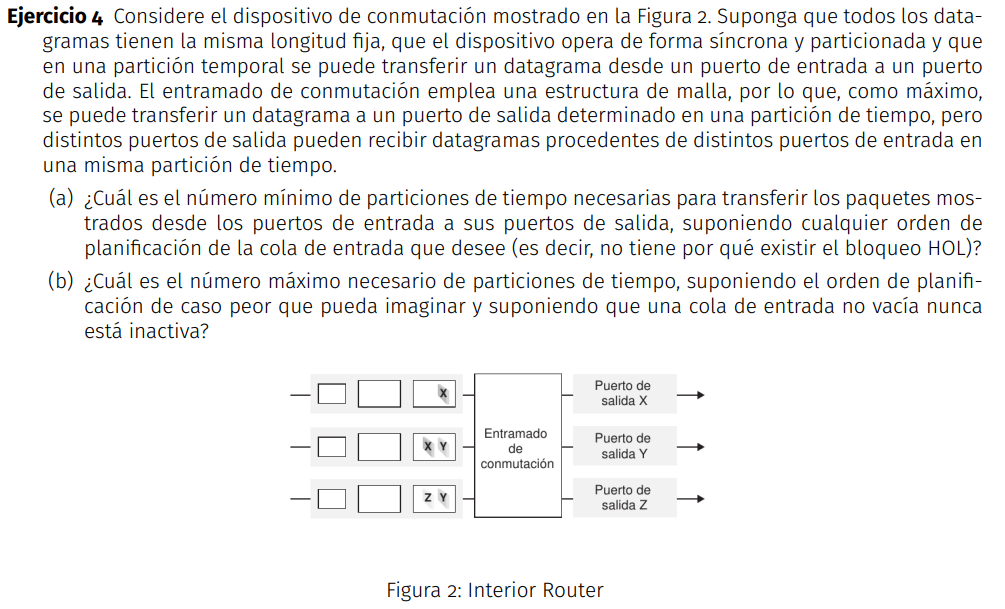 Ejercicio 4 Considere el dispositivo de conmutación mostrado en la Figura 2. Suponga que todos los data-
gramas tienen la misma longitud fija, que el dispositivo opera de forma síncrona y particionada y que
en una partición temporal se puede transferir un datagrama desde un puerto de entrada a un puerto
de salida. El entramado de conmutación emplea una estructura de malla, por lo que, como máximo,
se puede transferir un datagrama a un puerto de salida determinado en una partición de tiempo, pero
distintos puertos de salida pueden recibir datagramas procedentes de distintos puertos de entrada en
una misma partición de tiempo.
(a) ¿Cuál es el número mínimo de particiones de tiempo necesarias para transferir los paquetes mos-
trados desde los puertos de entrada a sus puertos de salida, suponiendo cualquier orden de
planificación de la cola de entrada que desee (es decir, no tiene por qué existir el bloqueo HOL)?
(b) ¿Cuál es el número máximo necesario de particiones de tiempo, suponiendo el orden de planifi-
cación de caso peor que pueda imaginar y suponiendo que una cola de entrada no vacía nunca
está inactiva?
X
Puerto de
salida X
X Y
Entramado
de
conmutación
Puerto de
salida Y
Z Y
Puerto de
salida Z
Figura 2: Interior Router